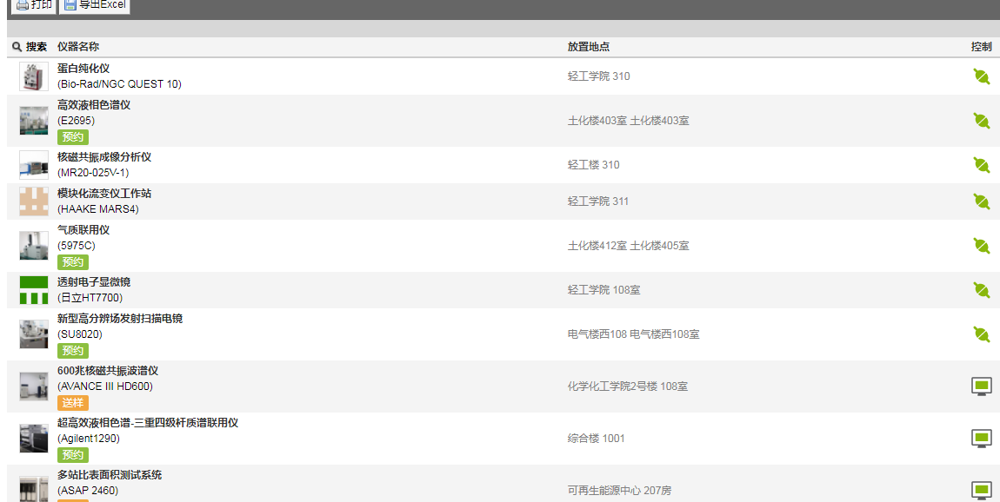 打印 导出Excel
搜索 仪器名称 放置地点 控制
蛋白纯化仪
(Bio-Rad/NGC QUEST 10)
轻工学院 310
高效液相色谱仪
(E2695)
预约
土化楼403室 土化楼403室
核磁共振成像分析仪
(MR20-025V-1)
轻工楼 310
模块化流变仪工作站
(HAAKE MARS4)
轻工学院 311
气质联用仪
(5975C)
预约
土化楼412室 土化楼405室
透射电子显微镜
(日立HT7700)
轻工学院 108室
新型高分辨场发射扫描电镜
(SU8020)
预约
电气楼西108 电气楼西108室
600兆核磁共振波谱仪
(AVANCE III HD600)
送样
化学化工学院2号楼 108室
超高效液相色谱-三重四级杆质谱联用仪
(Agilent1290)
预约
综合楼 1001
多站比表面积测试系统
(ASAP 2460)
可再生能源中心 207房